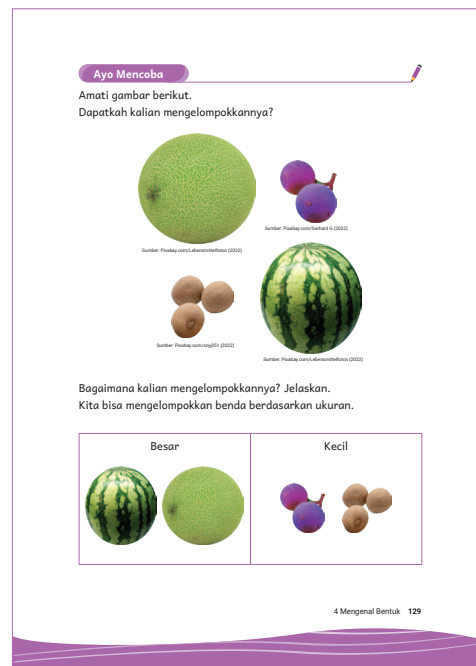 Ayo Mencoba
Amati gambar berikut.
Dapatkah kalian mengelompokkannya?
Sumber: Pixabay.com/Gerhard G (2022)
Sumber: Pixabay.com/Lebensmittelfotos (2022)
Sumber: Pixabay.com/szyj351 (2022)
Sumber: Pixabay.com/Lebensmittelfotos (2022)
Bagaimana kalian mengelompokkannya? Jelaskan.
Kita bisa mengelompokkan benda berdasarkan ukuran.
Besar
Kecil
4 Mengenal Bentuk 129